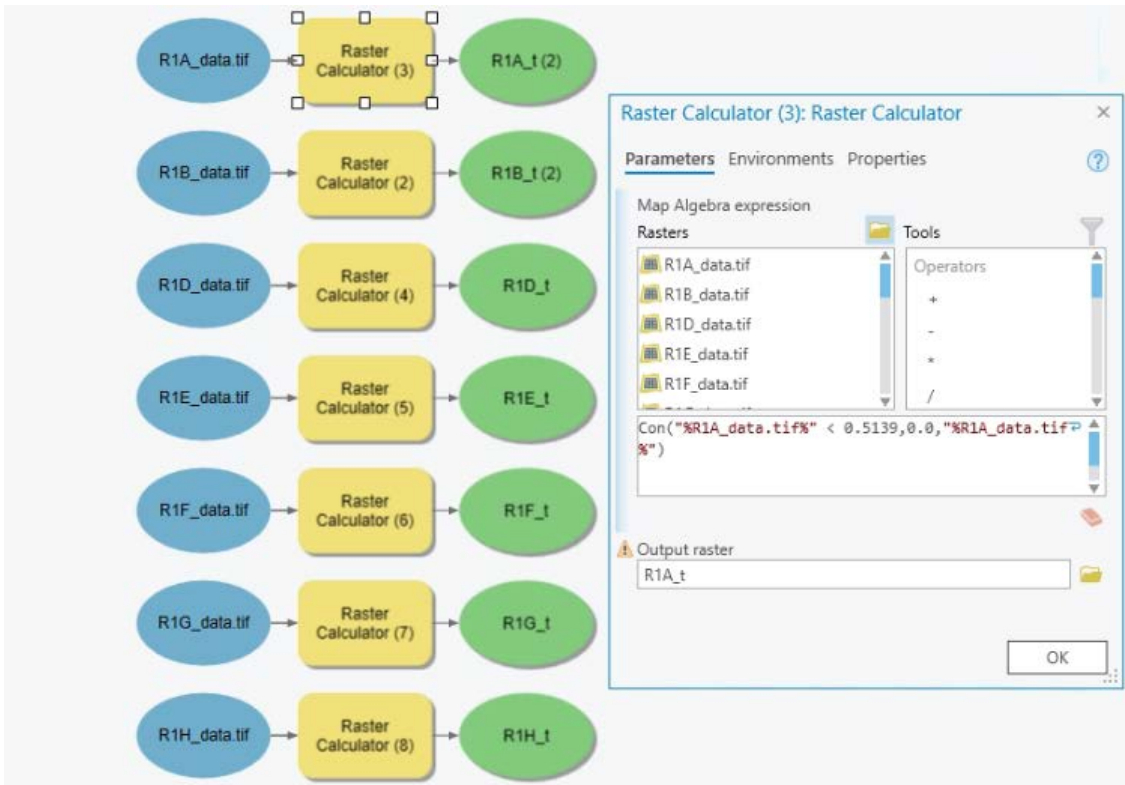 R1A_data.tif
Raster
Calculator (3)
R1A_t (2)
R1B_data.tif
Raster
Calculator (2)
R1B_t (2)
R1D_data.tif
Raster
Calculator (4)
R1D_t
R1E_data.tif
Raster
Calculator (5)
R1E_t
R1F_data.tif
Raster
Calculator (6)
R1F_t
R1G_data.tif
Raster
Calculator (7)
R1G_t
R1H_data.tif
Raster
Calculator (8)
R1H_t
Raster Calculator (3): Raster Calculator ×
Parameters Environments Properties ?
Map Algebra expression
Rasters
R1A_data.tif
R1B_data.tif
R1D_data.tif
R1E_data.tif
R1F_data.tif
Tools
Operators
+
-
*
/
Con("%R1A_data.tif%" < 0.5139,0.0,"%R1A_data.tif
%")
Output raster
R1A_t
OK